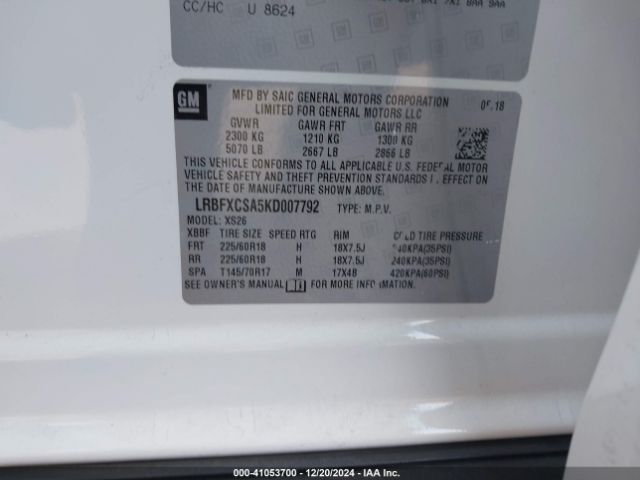 CC/HC U 8624
GM
MFD BY SAIC GENERAL MOTORS CORPORATION
LIMITED FOR GENERAL MOTORS LLC
GVWR GAWR FRT GAWR RR
2300 KG 1210 KG 1300 KG
5070 LB 2667 LB 2866 LB
THIS VEHICLE CONFORMS TO ALL APPLICABLE U.S. FEDERAL MOTOR
VEHICLE SAFETY AND THEFT PREVENTION STANDARDS IN EFFECT ON THE
DATE OF MANUFACTURE SHOWN ABOVE.
LRBFXCSA5KD007792 TYPE: M.P.V.
MODEL: XS26
XBBF TIRE SIZE SPEED RTG RIM COLD TIRE PRESSURE
FRT 225/60R18 H 18X7.5J 240KPA(35PSI)
RR 225/60R18 H 18X7.5J 240KPA(35PSI)
SPA T145/70R17 M 17X4B 420KPA(60PSI)
SEE OWNER'S MANUAL FOR MORE INFORMATION.
000-41053700 - 12/20/2024 - IAA Inc.